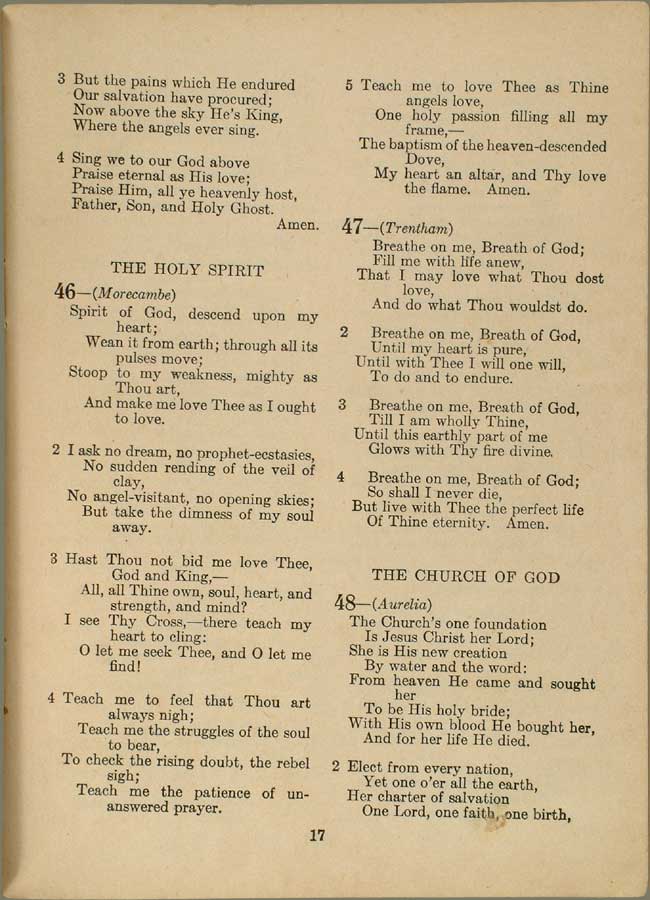 3 But the pains which He endured
Our salvation have procured;
Now above the sky He's King,
Where the angels ever sing.
4 Sing we to our God above
Praise eternal as His love;
Praise Him, all ye heavenly host,
Father, Son, and Holy Ghost.
Amen.
THE HOLY SPIRIT
46—(Morecambe)
Spirit of God, descend upon my
heart;
Wean it from earth; through all its
pulses move;
Stoop to my weakness, mighty as
Thou art,
And make me love Thee as I ought
to love.
2 I ask no dream, no prophet-ecstasies,
No sudden rending of the veil of
clay,
No angel-visitant, no opening skies;
But take the dimness of my soul
away.
3 Hast Thou not bid me love Thee,
God and King,—
All, all Thine own, soul, heart, and
strength, and mind?
I see Thy Cross,—there teach my
heart to cling:
O let me seek Thee, and O let me
find!
4 Teach me to feel that Thou art
always nigh;
Teach me the struggles of the soul
to bear,
To check the rising doubt, the rebel
sigh;
Teach me the patience of un-
answered prayer.
5 Teach me to love Thee as Thine
angels love,
One holy passion filling all my
frame,—
The baptism of the heaven-descended
Dove,
My heart an altar, and Thy love
the flame. Amen.
47—(Trentham)
Breathe on me, Breath of God;
Fill me with life anew,
That I may love what Thou dost
love,
And do what Thou wouldst do.
2 Breathe on me, Breath of God,
Until my heart is pure,
Until with Thee I will one will,
To do and to endure.
3 Breathe on me, Breath of God,
Till I am wholly Thine,
Until this earthly part of me
Glows with Thy fire divine.
4 Breathe on me, Breath of God;
So shall I never die,
But live with Thee the perfect life
Of Thine eternity. Amen.
THE CHURCH OF GOD
48—(Aurelia)
The Church's one foundation
Is Jesus Christ her Lord;
She is His new creation
By water and the word:
From heaven He came and sought
her
To be His holy bride;
With His own blood He bought her,
And for her life He died.
2 Elect from every nation,
Yet one o'er all the earth,
Her charter of salvation
One Lord, one faith, one birth,
17